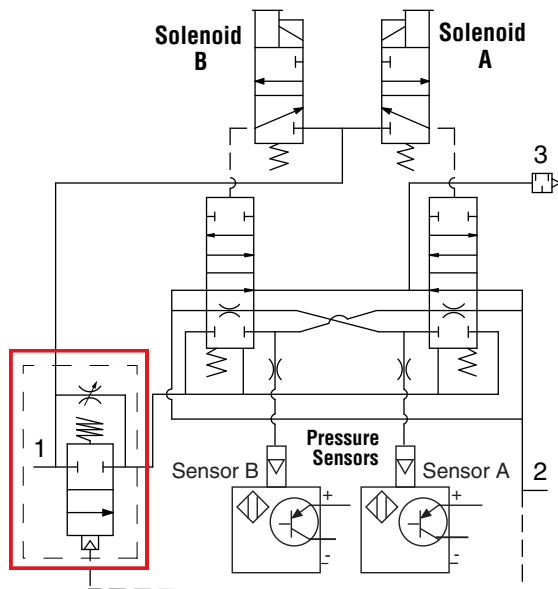 Solenoid
B
Solenoid
A
3
1
Pressure
Sensors
Sensor B
Sensor A
2
+
-
+
-